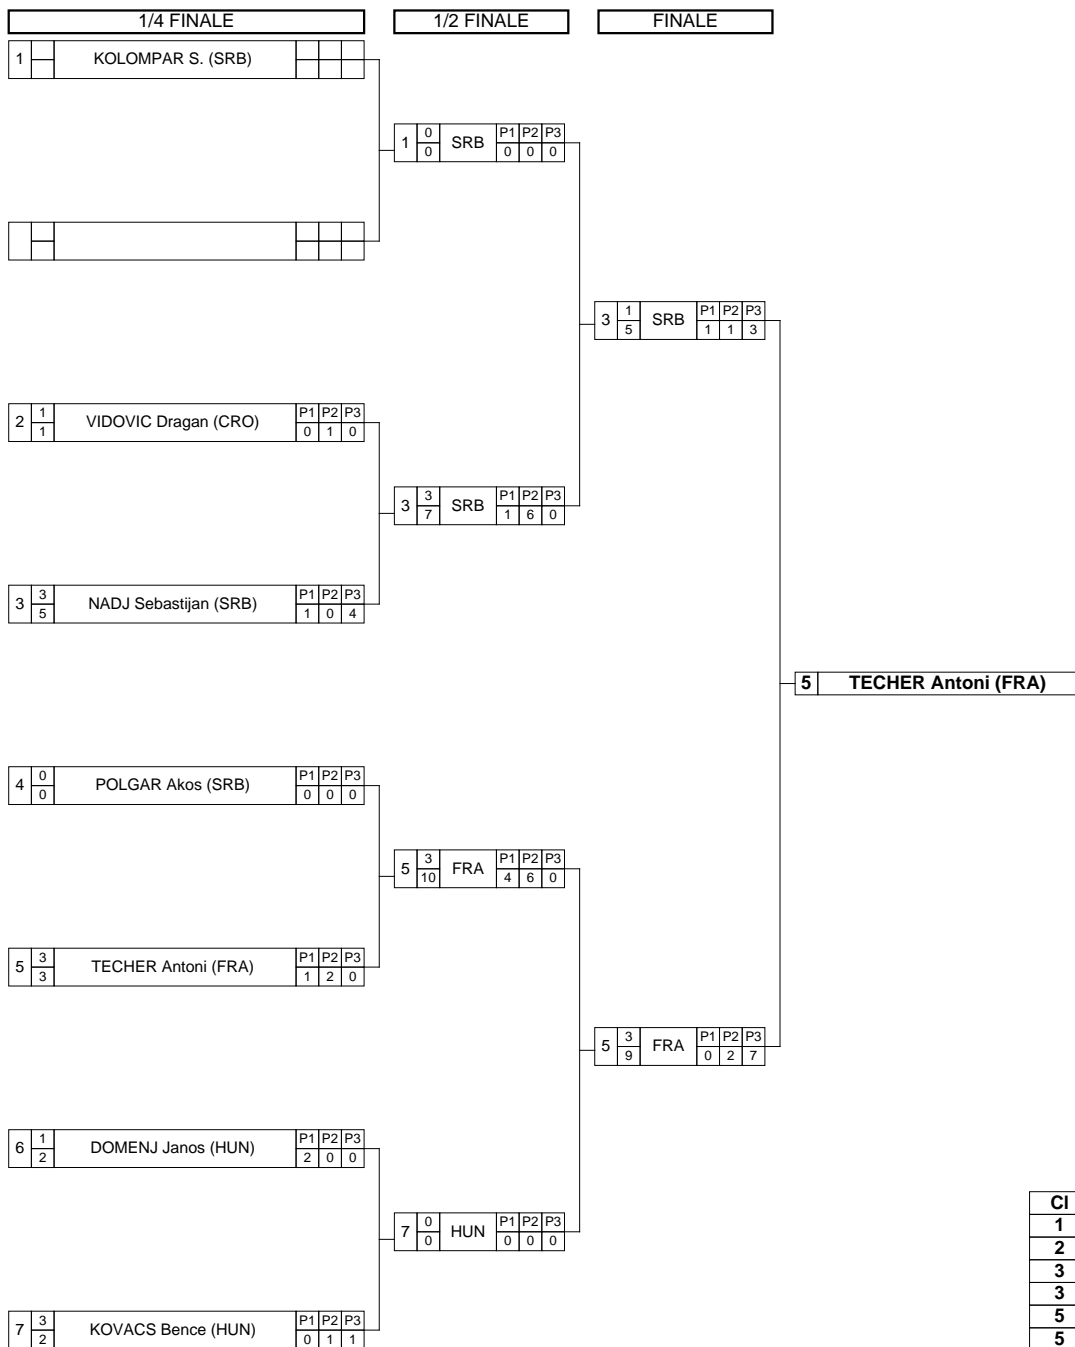 1/4 FINALE 1/2 FINALE FINALE
1 KOLOMPAR S. (SRB)
1 0 0 SRB P1 P2 P3
0 0 0
3 1 5 SRB P1 P2 P3
1 1 3
2 1 1 VIDOVIC Dragan (CRO) P1 P2 P3
0 1 0
3 3 7 SRB P1 P2 P3
1 6 0
3 3 5 NADJ Sebastijan (SRB) P1 P2 P3
1 0 4
5 TECHER Antoni (FRA)
4 0 0 POLGAR Akos (SRB) P1 P2 P3
0 0 0
5 3 10 FRA P1 P2 P3
4 6 0
5 3 3 TECHER Antoni (FRA) P1 P2 P3
1 2 0
5 3 9 FRA P1 P2 P3
0 2 7
6 1 2 DOMENJ Janos (HUN) P1 P2 P3
2 0 0
7 0 0 HUN P1 P2 P3
0 0 0
7 3 2 KOVACS Bence (HUN) P1 P2 P3
0 1 1
Cl
1
2
3
3
5
5